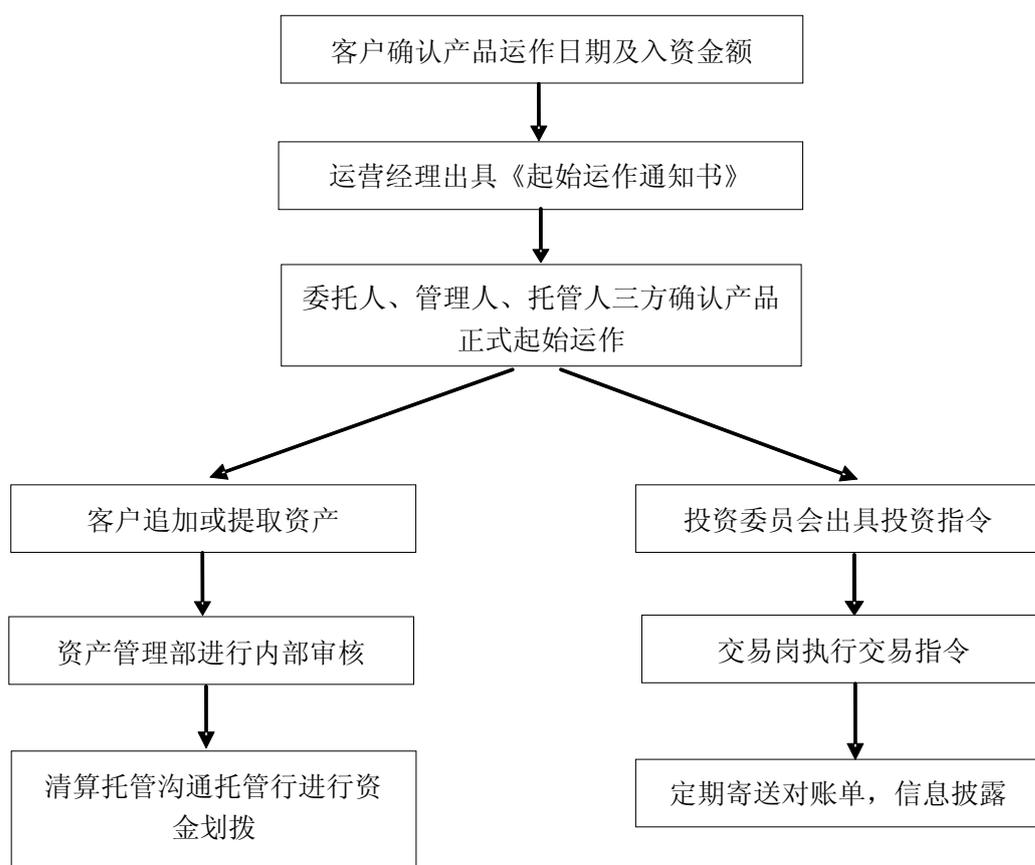 客户确认产品运作日期及入资金额
运营经理出具《起始运作通知书》
委托人、管理人、托管人三方确认产品
正式起始运作
客户追加或提取资产
投资委员会出具投资指令
资产管理部进行内部审核
交易岗执行交易指令
清算托管沟通托管行进行资
金划拨
定期寄送对账单，信息披露